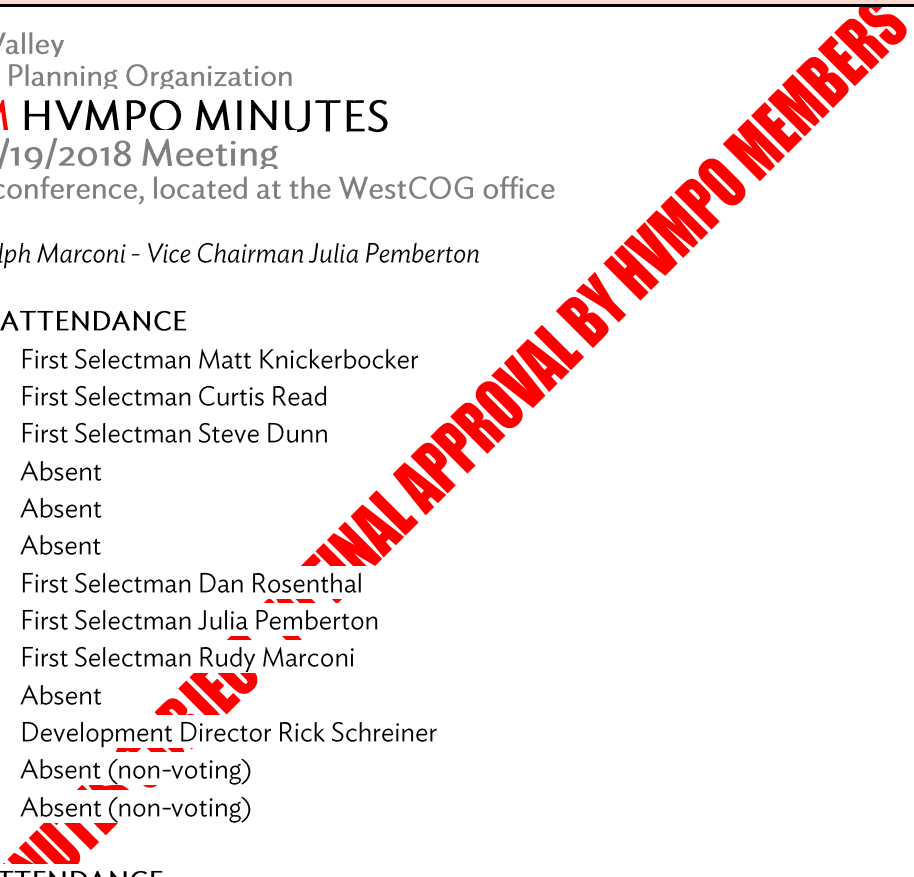 Valley
Planning Organization
M HVMPO MINUTES
/19/2018 Meeting
conference, located at the WestCOG office
lph Marconi - Vice Chairman Julia Pemberton
ATTENDANCE
First Selectman Matt Knickerbocker
First Selectman Curtis Read
First Selectman Steve Dunn
Absent
Absent
Absent
First Selectman Dan Rosenthal
First Selectman Julia Pemberton
First Selectman Rudy Marconi
Absent
Development Director Rick Schreiner
Absent (non-voting)
Absent (non-voting)
FINAL APPROVAL BY HVMPO MEMBERS
TTENDANCE